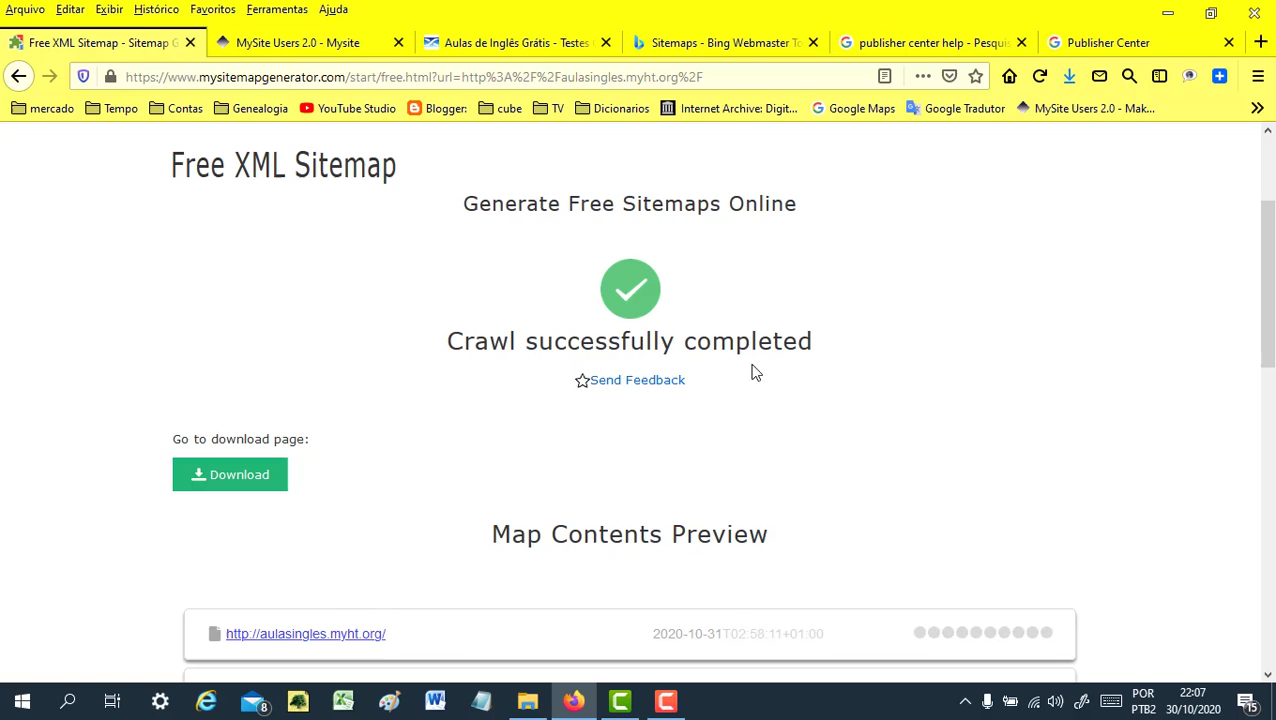 Arquivo Editar Exibir Histórico Favoritos Ferramentas Ajuda
Free XML Sitemap - Sitemap G MySite Users 2.0 - Mysite Aulas de Inglês Grátis - Testes Sitemaps - Bing Webmaster To publisher center help - Pesqui Publisher Center
https://www.mysitemapgenerator.com/start/free.html?url=http%3A%2F%2Faulasingles.myht.org%2F
mercado Tempo Contas Genealogia YouTube Studio Blogger: cube TV Dicionarios Internet Archive: Digit... Google Maps Google Tradutor MySite Users 2.0 - Mak...
Free XML Sitemap
Generate Free Sitemaps Online
Crawl successfully completed
Send Feedback
Go to download page:
Download
Map Contents Preview
http://aulasingles.myht.org/ 2020-10-31T02:58:11+01:00
8 POR 22:07
PTB2 30/10/2020 15